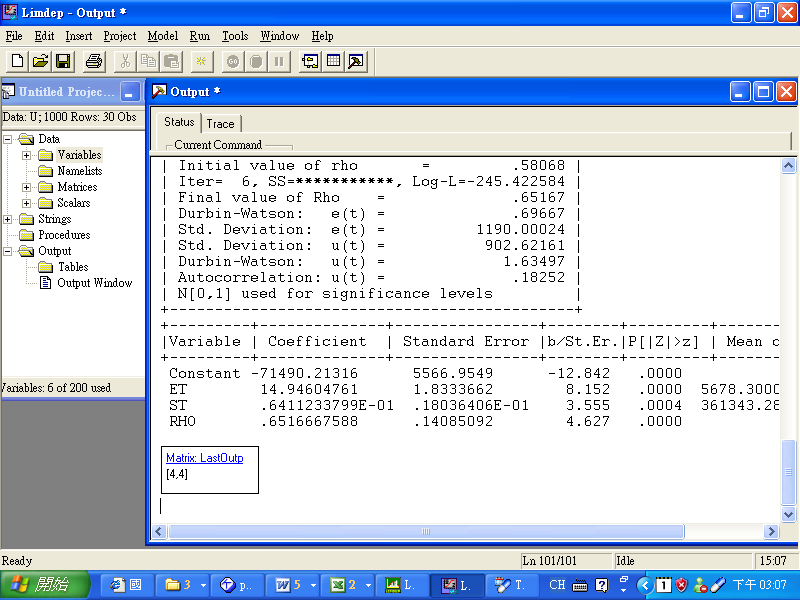 Limdep - Output *
File Edit Insert Project Model Run Tools Window Help
Untitled Projec...
Data: U; 1000 Rows: 30 Obs
Data
Variables
Namelists
Matrices
Scalars
Strings
Procedures
Output
Tables
Output Window
Variables: 6 of 200 used
Output *
Status Trace
Current Command
| Initial value of rho = .58068 |
| Iter= 6, SS=***********, Log-L=-245.422584 |
| Final value of Rho = .65167 |
| Durbin-Watson: e(t) = .69667 |
| Std. Deviation: e(t) = 1190.00024 |
| Std. Deviation: u(t) = 902.62161 |
| Durbin-Watson: u(t) = 1.63497 |
| Autocorrelation: u(t) = .18252 |
| N[0,1] used for significance levels |
+---------------------------------------------+
+---------+--------------+----------------+--------+---------+-------
|Variable | Coefficient | Standard Error |b/St.Er.|P[|Z|>z] | Mean o
+---------+--------------+----------------+--------+---------+-------
Constant -71490.21316 5566.9549 -12.842 .0000
ET 14.94604761 1.8333662 8.152 .0000 5678.3000
ST .6411233799E-01 .18036406E-01 3.555 .0004 361343.28
RHO .6516667588 .14085092 4.627 .0000
Matrix: LastOutp
[4,4]
Ready Ln 101/101 Idle 15:07
開始 國 3 p.. 5 2 L. L. T. CH 1 下午 03:07